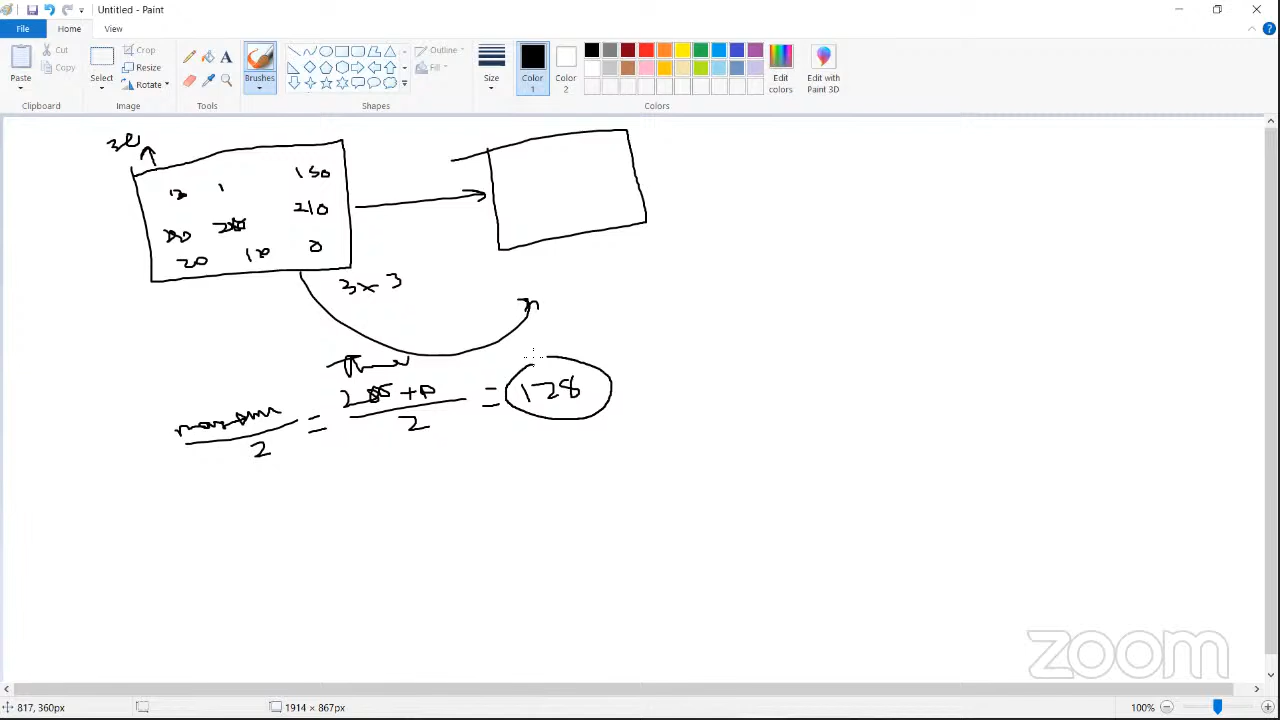 Untitled - Paint
File Home View
Paste
Cut
Copy
Clipboard
Select
Crop
Resize
Rotate
Image
Tools
Brushes
Shapes
Outline
Fill
Size
Color 1
Color 2
Edit colors
Edit with Paint 3D
Colors
1 150
210
20 0
3x3
+0 = 128
2
2 =
zoom
817, 360px
1914 × 867px
100%